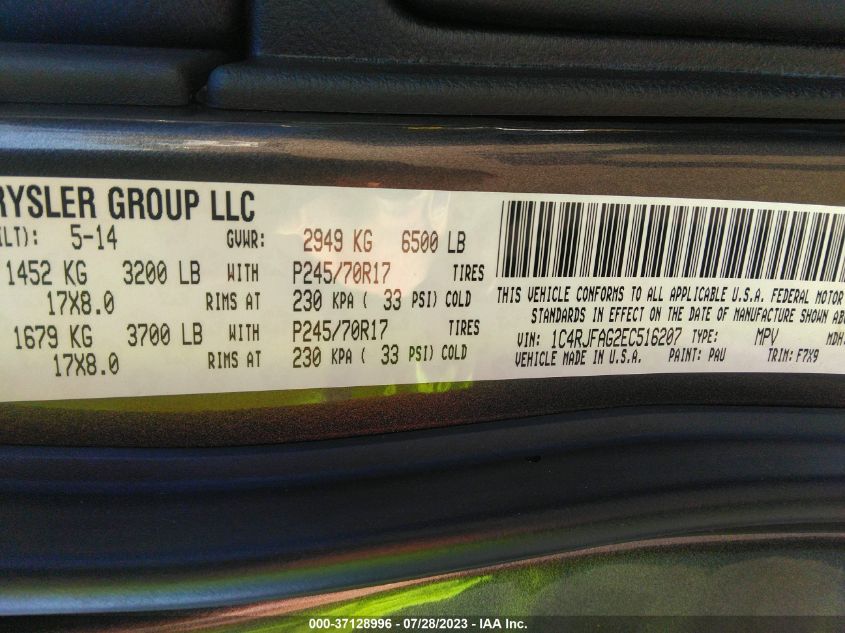 RYSLER GROUP LLC
ILT): 5-14 GVWR: 2949 KG 6500 LB
1452 KG 3200 LB WITH P245/70R17 TIRES
17X8.0 RIMS AT 230 KPA ( 33 PSI) COLD
1679 KG 3700 LB WITH P245/70R17 TIRES
17X8.0 RIMS AT 230 KPA ( 33 PSI) COLD
THIS VEHICLE CONFORMS TO ALL APPLICABLE U.S.A. FEDERAL MOTOR
STANDARDS IN EFFECT ON THE DATE OF MANUFACTURE SHOWN ABO
VIN: 1C4RJFAG2EC516207 TYPE: MPV MDH:
VEHICLE MADE IN U.S.A. PAINT: PAU TRIM: F7X9
000-37128996 - 07/28/2023 - IAA Inc.